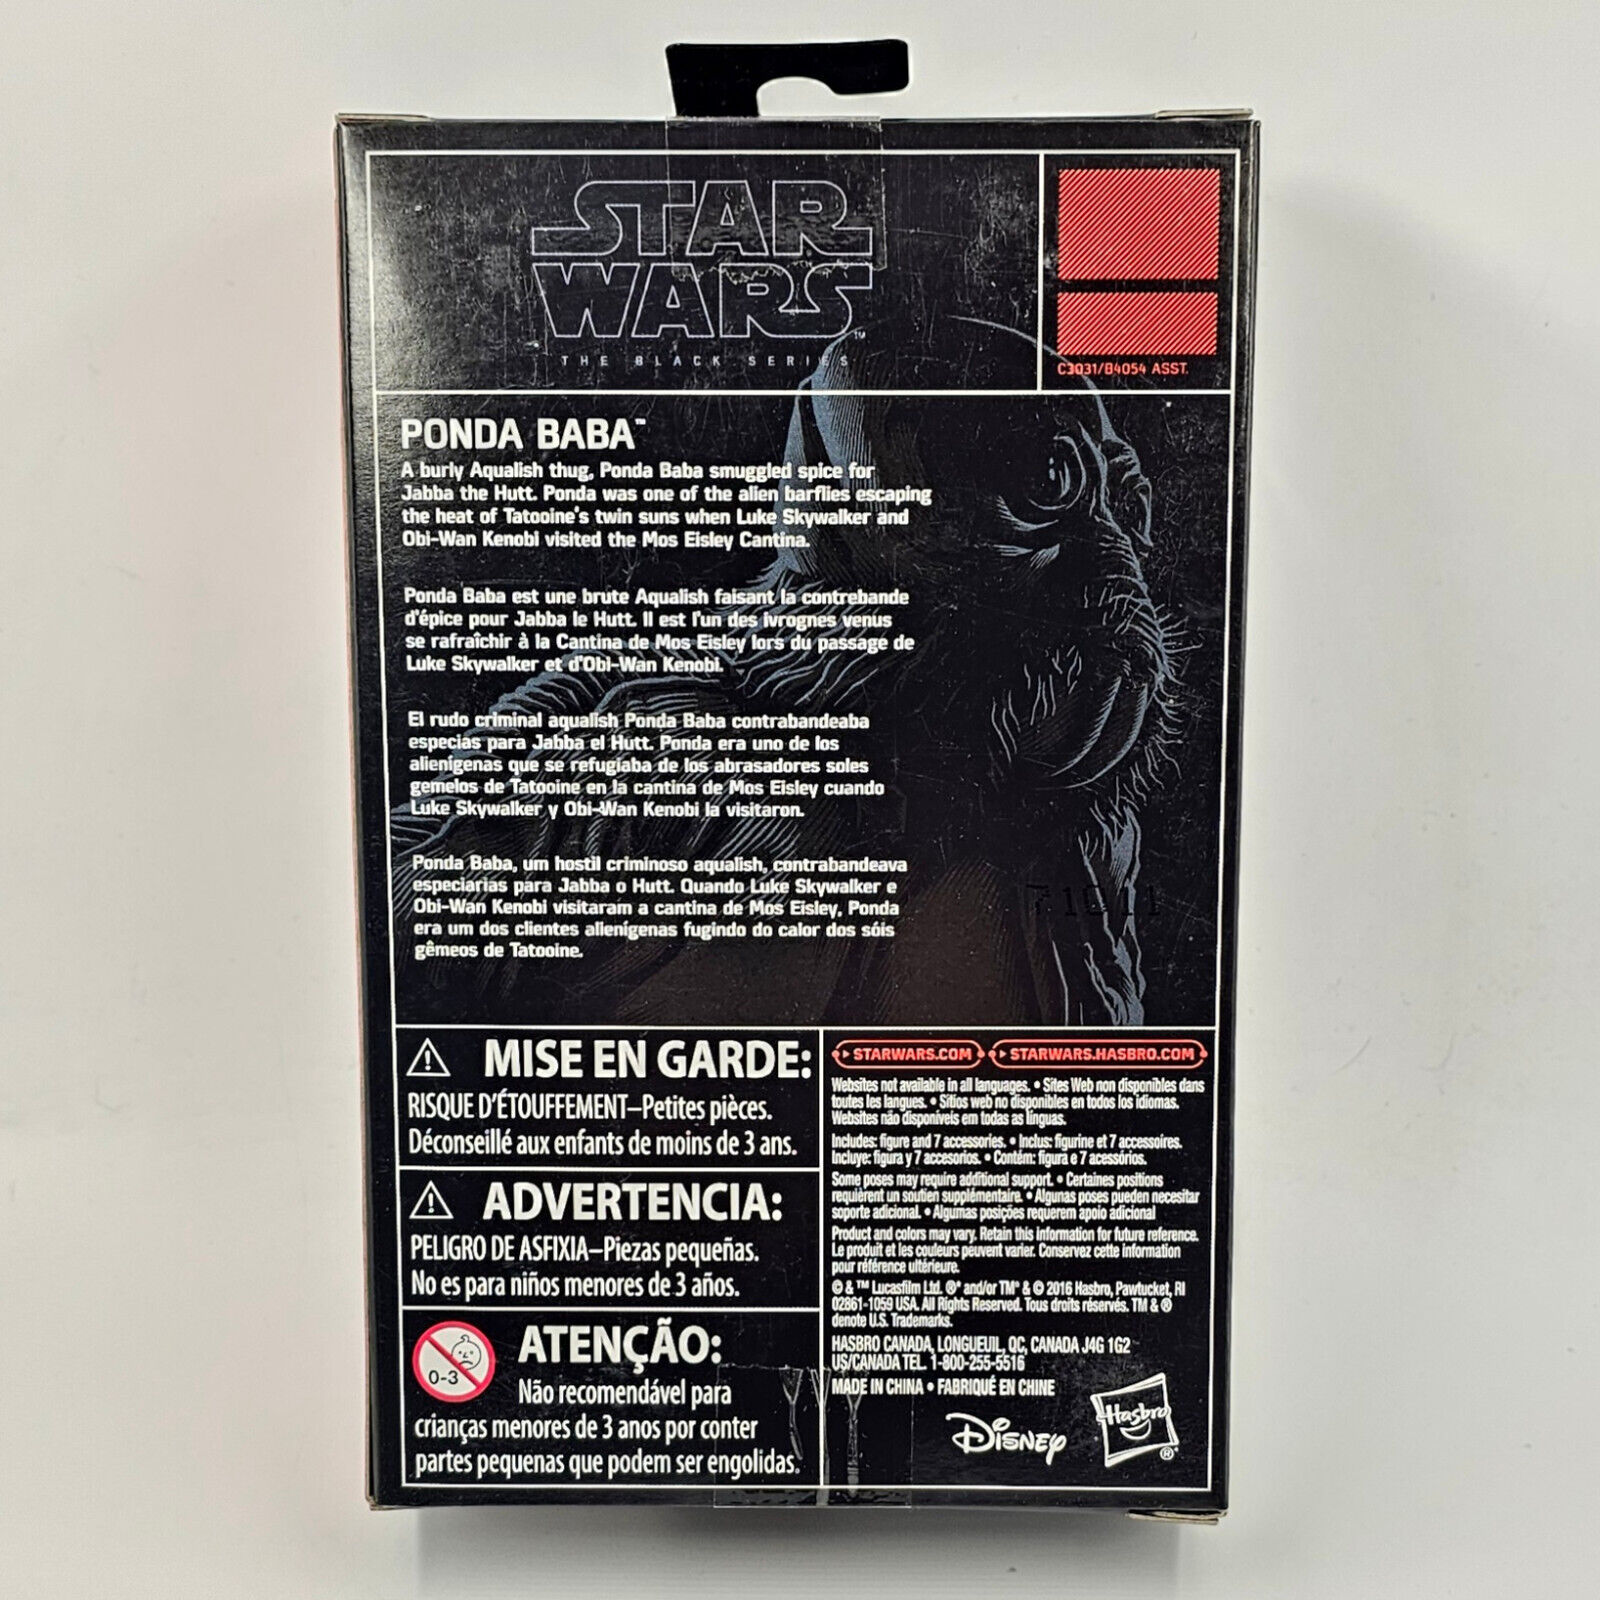 STAR
WARS™
THE BLACK SERIES
C3031/B4054 ASST.
PONDA BABA™
A burly Aqualish thug, Ponda Baba smuggled spice for
Jabba the Hutt. Ponda was one of the alien barflies escaping
the heat of Tatooine's twin suns when Luke Skywalker and
Obi-Wan Kenobi visited the Mos Eisley Cantina.
Ponda Baba est une brute Aqualish faisant la contrebande
d'épice pour Jabba le Hutt. Il est l'un des ivrognes venus
se rafraîchir à la Cantina de Mos Eisley lors du passage de
Luke Skywalker et d'Obi-Wan Kenobi.
El rudo criminal aqualish Ponda Baba contrabandeaba
especias para Jabba el Hutt. Ponda era uno de los
alienígenas que se refugiaba de los abrasadores soles
gemelos de Tatooine en la cantina de Mos Eisley cuando
Luke Skywalker y Obi-Wan Kenobi la visitaron.
Ponda Baba, um hostil criminoso aqualish, contrabandeava
especiarias para Jabba o Hutt. Quando Luke Skywalker e
Obi-Wan Kenobi visitaram a cantina de Mos Eisley, Ponda
era um dos clientes alienígenas fugindo do calor dos sóis
gêmeos de Tatooine.
71011
MISE EN GARDE:
RISQUE D'ÉTOUFFEMENT–Petites pièces.
Déconseillé aux enfants de moins de 3 ans.
ADVERTENCIA:
PELIGRO DE ASFIXIA–Piezas pequeñas.
No es para niños menores de 3 años.
0-3
ATENÇÃO:
Não recomendável para
crianças menores de 3 anos por conter
partes pequenas que podem ser engolidas.
STARWARS.COM STARWARS.HASBRO.COM
Websites not available in all languages. • Sites Web non disponibles dans
toutes les langues. • Sitios web no disponibles en todos los idiomas.
Websites não disponíveis em todas as línguas.
Includes: figure and 7 accessories. • Inclus: figurine et 7 accessoires.
Incluye: figura y 7 accesorios. • Contém: figura e 7 acessórios.
Some poses may require additional support. • Certaines positions
requièrent un soutien supplémentaire. • Algunas poses pueden necesitar
soporte adicional. • Algumas posições requerem apoio adicional
Product and colors may vary. Retain this information for future reference.
Le produit et les couleurs peuvent varier. Conservez cette information
pour référence ultérieure.
© & ™ Lucasfilm Ltd. ®* and/or TM* & © 2016 Hasbro, Pawtucket, RI
02861-1059 USA. All Rights Reserved. Tous droits réservés. TM & ®
denote U.S. Trademarks.
HASBRO CANADA, LONGUEUIL, QC, CANADA J4G 1G2
US/CANADA TEL. 1-800-255-5516
MADE IN CHINA • FABRIQUÉ EN CHINE
Disney
Hasbro®